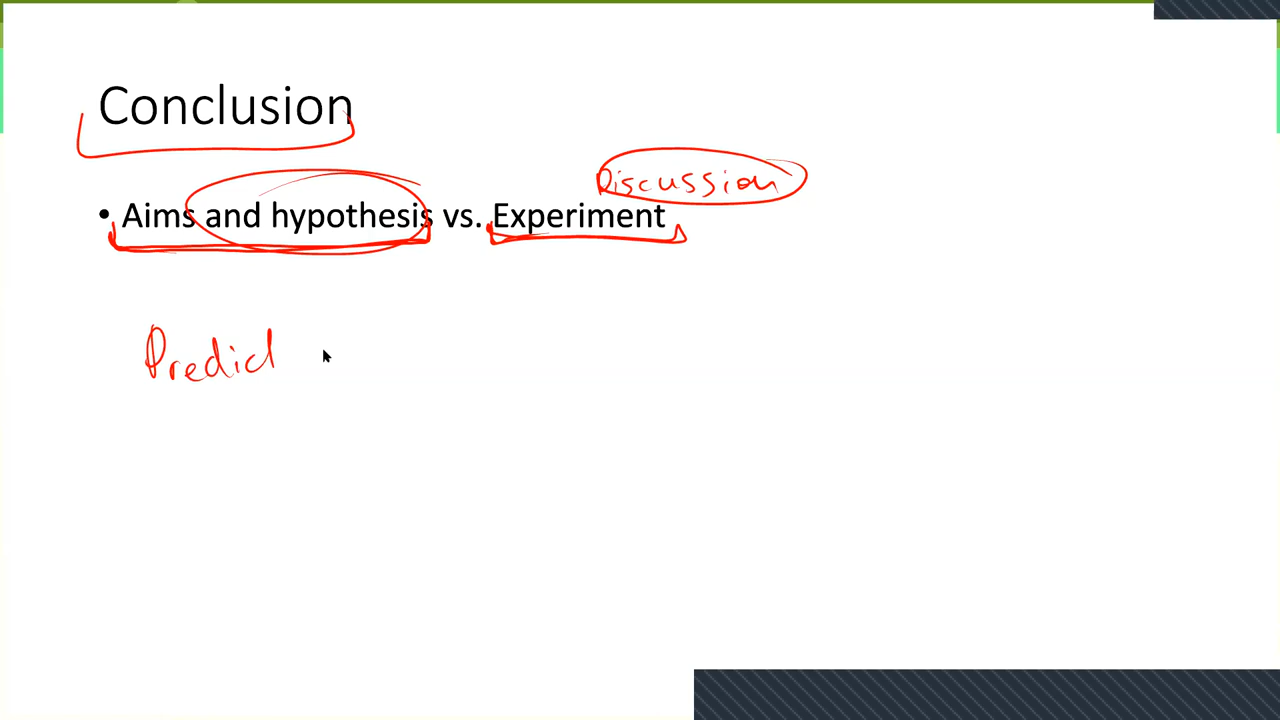 Conclusion
Discussion
• Aims and hypothesis vs. Experiment
Predict